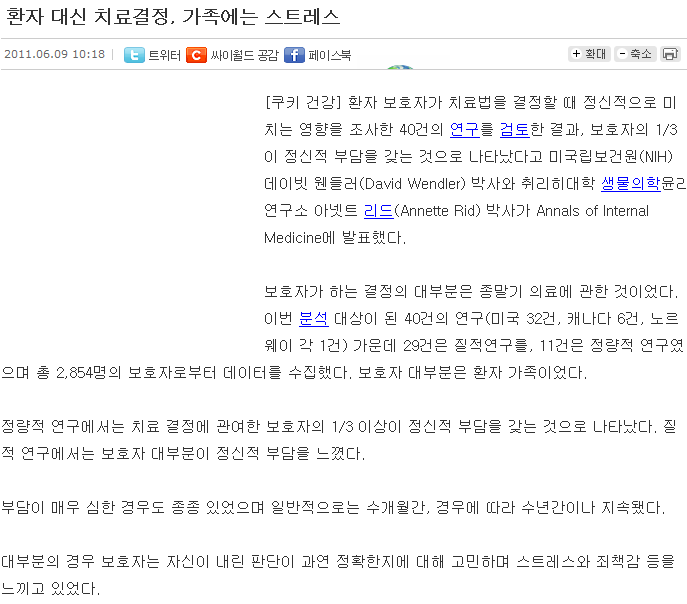 환자 대신 치료결정, 가족에는 스트레스
2011.06.09 10:18 트위터 싸이월드 공감 페이스북 + 확대 - 축소
[쿠키 건강] 환자 보호자가 치료법을 결정할 때 정신적으로 미
치는 영향을 조사한 40건의 연구를 검토한 결과, 보호자의 1/3
이 정신적 부담을 갖는 것으로 나타났다고 미국립보건원(NIH)
데이빗 웬들러(David Wendler) 박사와 취리히대학 생물의학윤리
연구소 아넷트 리드(Annette Rid) 박사가 Annals of Internal
Medicine에 발표했다.
보호자가 하는 결정의 대부분은 종말기 의료에 관한 것이었다.
이번 분석 대상이 된 40건의 연구(미국 32건, 캐나다 6건, 노르
웨이 각 1건) 가운데 29건은 질적연구를, 11건은 정량적 연구였
으며 총 2,854명의 보호자로부터 데이터를 수집했다. 보호자 대부분은 환자 가족이었다.
정량적 연구에서는 치료 결정에 관여한 보호자의 1/3 이상이 정신적 부담을 갖는 것으로 나타났다. 질
적 연구에서는 보호자 대부분이 정신적 부담을 느꼈다.
부담이 매우 심한 경우도 종종 있었으며 일반적으로는 수개월간, 경우에 따라 수년간이나 지속됐다.
대부분의 경우 보호자는 자신이 내린 판단이 과연 정확한지에 대해 고민하며 스트레스와 죄책감 등을
느끼고 있었다.